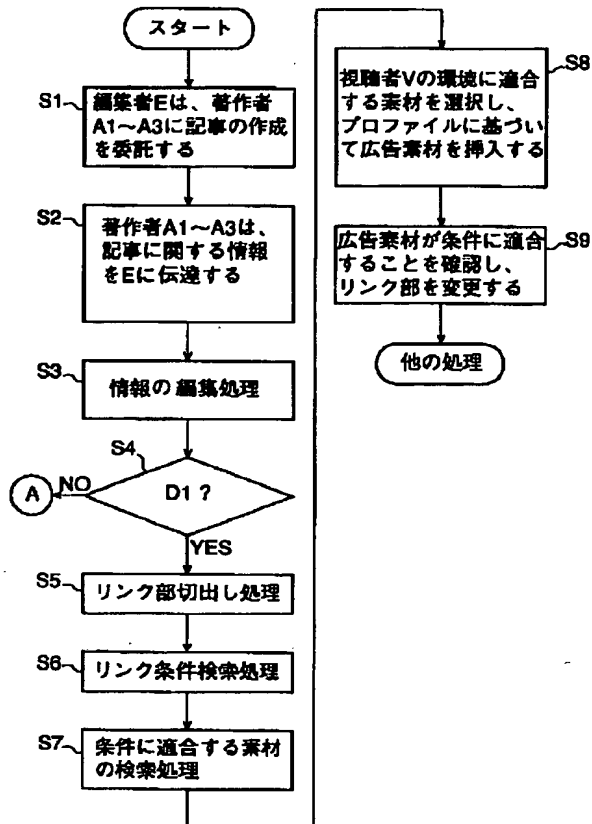 スタート
S1
編集者Eは、著作者
A1～A3に記事の作成
を委託する
S2
著作者A1～A3は、
記事に関する情報
をEに伝達する
S3
情報の編集処理
S4
D1？
NO
A
YES
S5
リンク部切出し処理
S6
リンク条件検索処理
S7
条件に適合する素材
の検索処理
S8
視聴者Vの環境に適合
する素材を選択し、
プロファイルに基づい
て広告素材を挿入する
S9
広告素材が条件に適合
することを確認し、
リンク部を変更する
他の処理